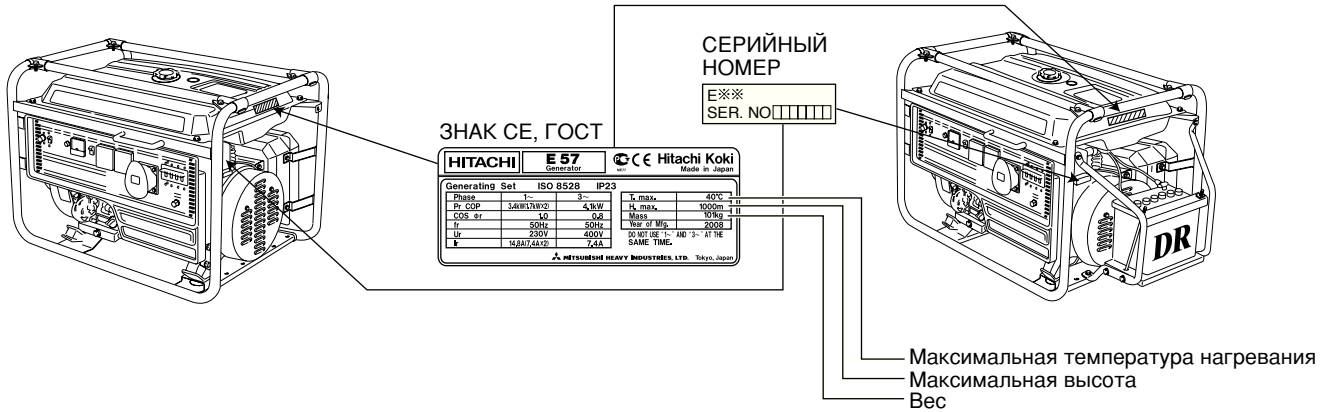 СЕРИЙНЫЙ
НОМЕР
E※※
SER. NO
ЗНАК CE, ГОСТ
HITACHI E 57 Generator CE Hitachi Koki
Made in Japan
Generating Set ISO 8528 IP23
Phase 1~ 3~ T. max. 40°C
Pr COP 3,4kW(1,7kW×2) 4,1kW H. max. 1000m
COS φr 1.0 0.8 Mass 101kg
fr 50Hz 50Hz Year of Mfg. 2008
Ur 230V 400V DO NOT USE "1~" AND "3~" AT THE
Ir 14,8A(7,4A×2) 7,4A SAME TIME.
MITSUBISHI HEAVY INDUSTRIES, LTD. Tokyo, Japan
DR
Максимальная температура нагревания
Максимальная высота
Вес